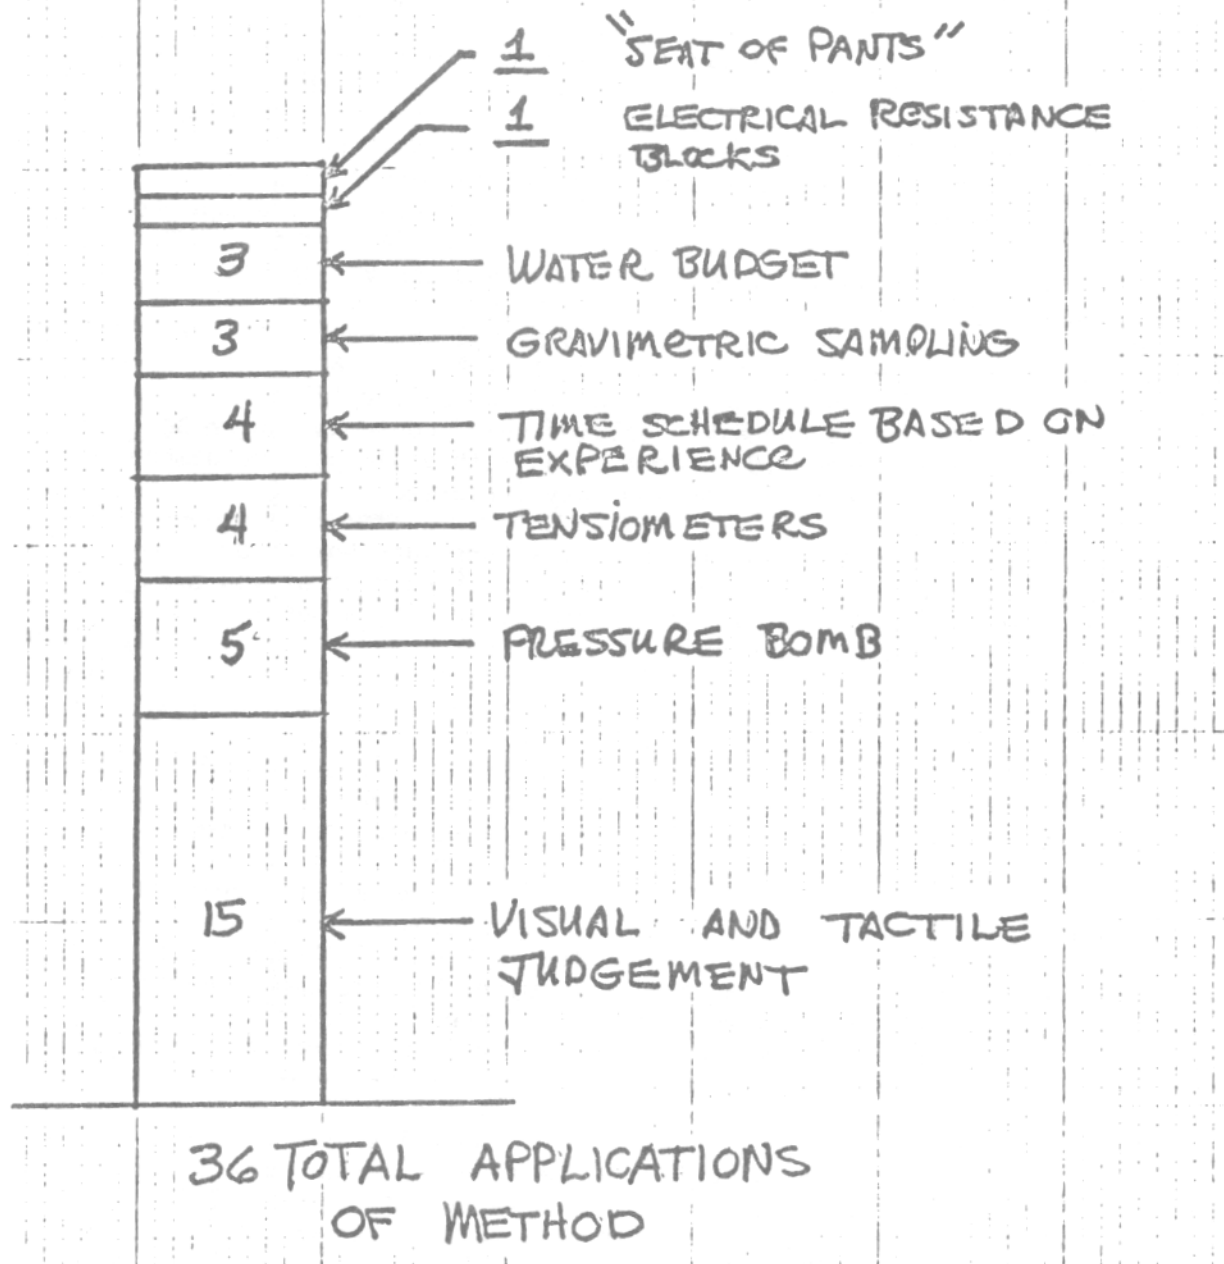 1 "SEAT OF PANTS"
1 ELECTRICAL RESISTANCE
BLOCKS
3 WATER BUDGET
3 GRAVIMETRIC SAMPLING
4 TIME SCHEDULE BASED ON
EXPERIENCE
4 TENSIOMETERS
5 PRESSURE BOMB
15 VISUAL AND TACTILE
JUDGEMENT
36 TOTAL APPLICATIONS
OF METHOD